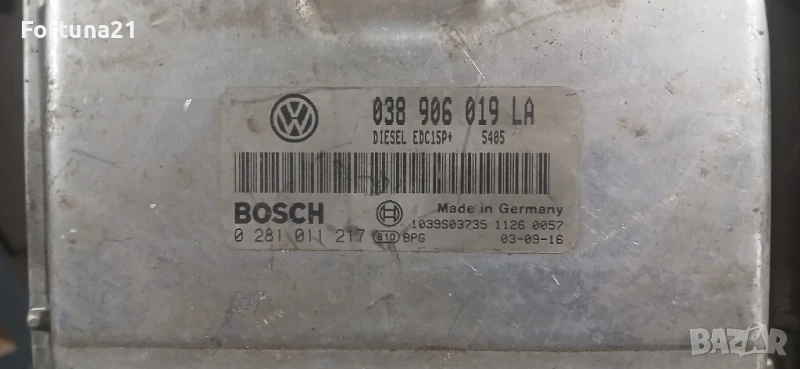 Fortuna21
038 906 019 LA
DIESEL EDC15P+ 5405
BOSCH
Made in Germany
1039S03735 1126 0057
0 281 011 217 810 BPG
03-09-16
BAZAR